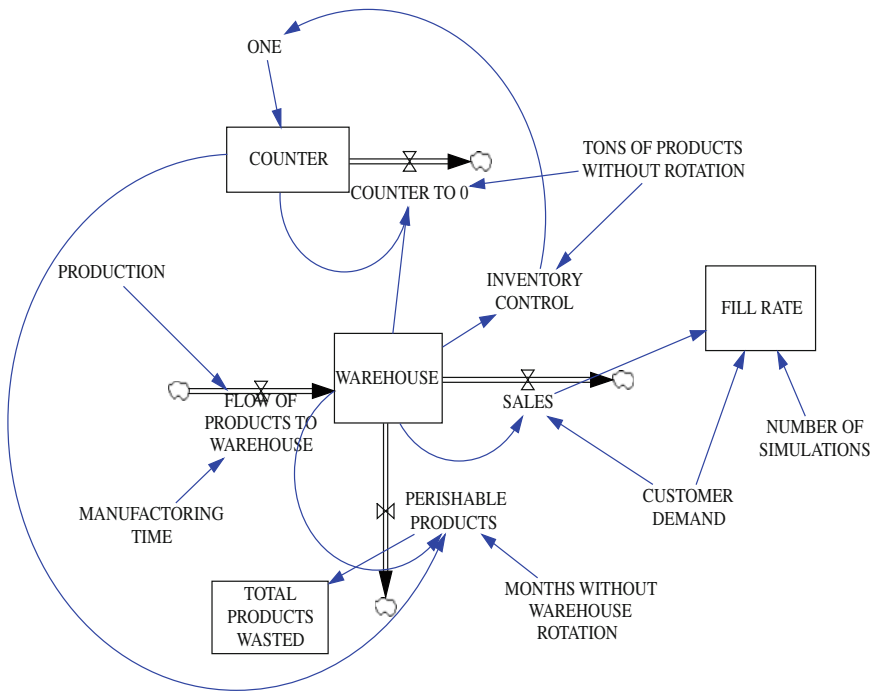 ONE
COUNTER
TONS OF PRODUCTS
WITHOUT ROTATION
COUNTER TO 0
PRODUCTION
INVENTORY
CONTROL
FILL RATE
WAREHOUSE
FLOW OF
PRODUCTS TO
WAREHOUSE
SALES
NUMBER OF
SIMULATIONS
MANUFACTORING
TIME
PERISHABLE
PRODUCTS
CUSTOMER
DEMAND
TOTAL
PRODUCTS
WASTED
MONTHS WITHOUT
WAREHOUSE
ROTATION